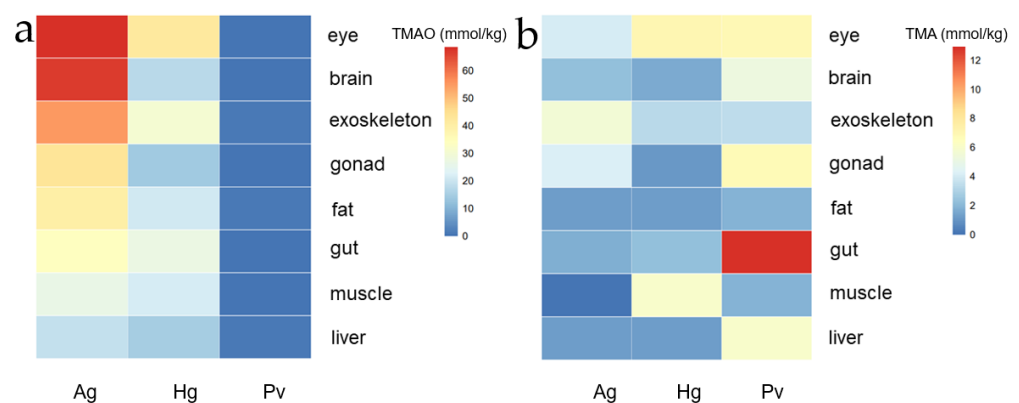 a
TMAO (mmol/kg)
60
50
40
30
20
10
0
eye
brain
exoskeleton
gonad
fat
gut
muscle
liver
Ag Hg Pv
b
TMA (mmol/kg)
12
10
8
6
4
2
0
eye
brain
exoskeleton
gonad
fat
gut
muscle
liver
Ag Hg Pv